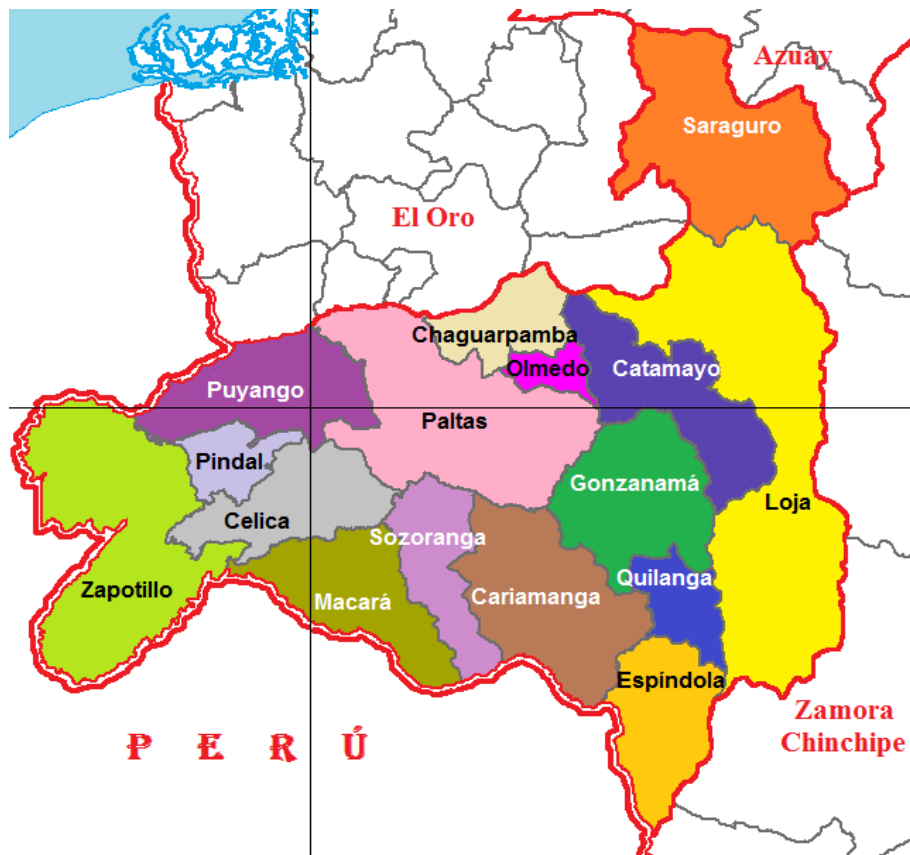 Azuay
Saraguro
El Oro
Chaguarpamba
Olmedo
Catamayo
Puyango
Paltas
Pindal
Gonzanamá
Loja
Celica
Sozoranga
Quilanga
Zapotillo
Macará
Cariamanga
Espíndola
Zamora
Chinchipe
PERÚ